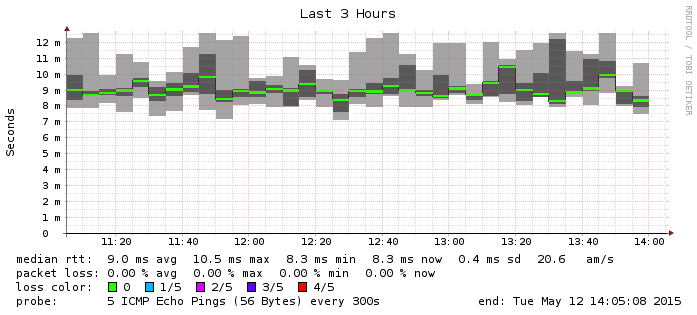 Last 3 Hours
RRDTOOL / TOBI OETIKER
Seconds
12 m
11 m
10 m
9 m
8 m
7 m
6 m
5 m
4 m
3 m
2 m
1 m
0
11:20 11:40 12:00 12:20 12:40 13:00 13:20 13:40 14:00
median rtt: 9.0 ms avg 10.5 ms max 8.3 ms min 8.3 ms now 0.4 ms sd 20.6 am/s
packet loss: 0.00 % avg 0.00 % max 0.00 % min 0.00 % now
loss color: 0 1/5 2/5 3/5 4/5
probe: 5 ICMP Echo Pings (56 Bytes) every 300s end: Tue May 12 14:05:08 2015